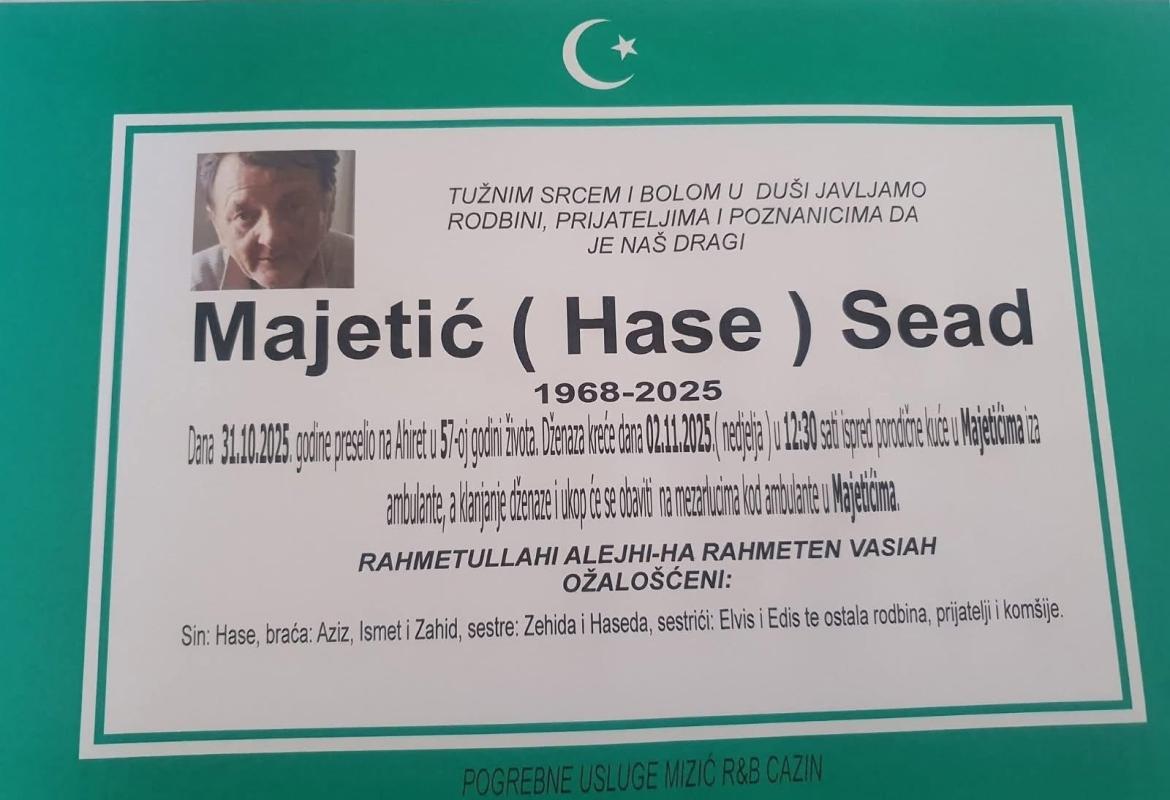 TUŽNIM SRCEM I BOLOM U DUŠI JAVLJAMO
RODBINI, PRIJATELJIMA I POZNANICIMA DA
JE NAŠ DRAGI
Majetić ( Hase ) Sead
1968-2025
Dana 31.10.2025. godine preselio na Ahiret u 57-oj godini života. Dženaza kreće dana 02.11.2025.( nedjelja ) u 12:30 sati ispred porodične kuće u Majetićima iza
ambulante, a klanjanje dženaze i ukop će se obaviti na mezarlucima kod ambulante u Majetićima.
RAHMETULLAHI ALEJHI-HA RAHMETEN VASIAH
OŽALOŠĆENI:
Sin: Hase, braća: Aziz, Ismet i Zahid, sestre: Zehida i Haseda, sestrići: Elvis i Edis te ostala rodbina, prijatelji i komšije.
POGREBNE USLUGE MIZIĆ R&B CAZIN